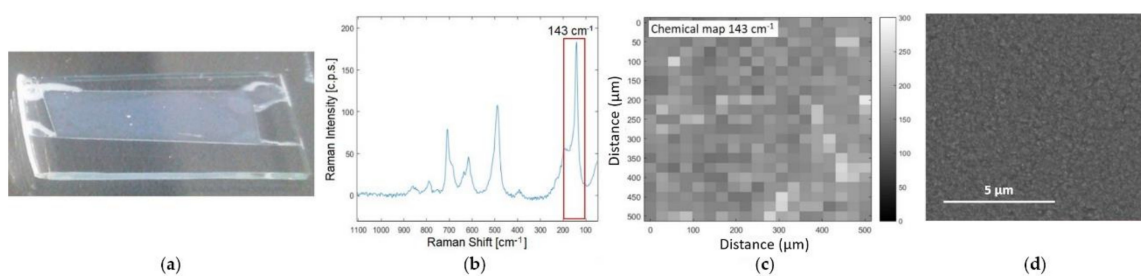 143 cm-1
Raman Intensity [c.p.s.]
200
150
100
50
0
1100 1000 900 800 700 600 500 400 300 200 100
Raman Shift [cm-1]
Chemical map 143 cm-1
Distance (µm)
0
50
100
150
200
250
300
350
400
450
500
0 100 200 300 400 500
Distance (µm)
300
250
200
150
100
50
0
5 µm
(a) (b) (c) (d)